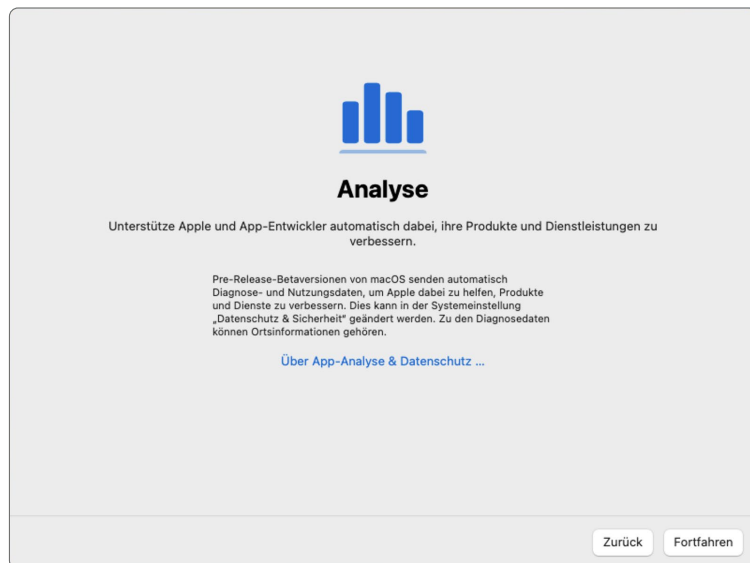 Analyse
Unterstütze Apple und App-Entwickler automatisch dabei, ihre Produkte und Dienstleistungen zu
verbessern.
Pre-Release-Betaversionen von macOS senden automatisch
Diagnose- und Nutzungsdaten, um Apple dabei zu helfen, Produkte
und Dienste zu verbessern. Dies kann in der Systemeinstellung
„Datenschutz & Sicherheit“ geändert werden. Zu den Diagnosedaten
können Ortsinformationen gehören.
Über App-Analyse & Datenschutz ...
Zurück
Fortfahren